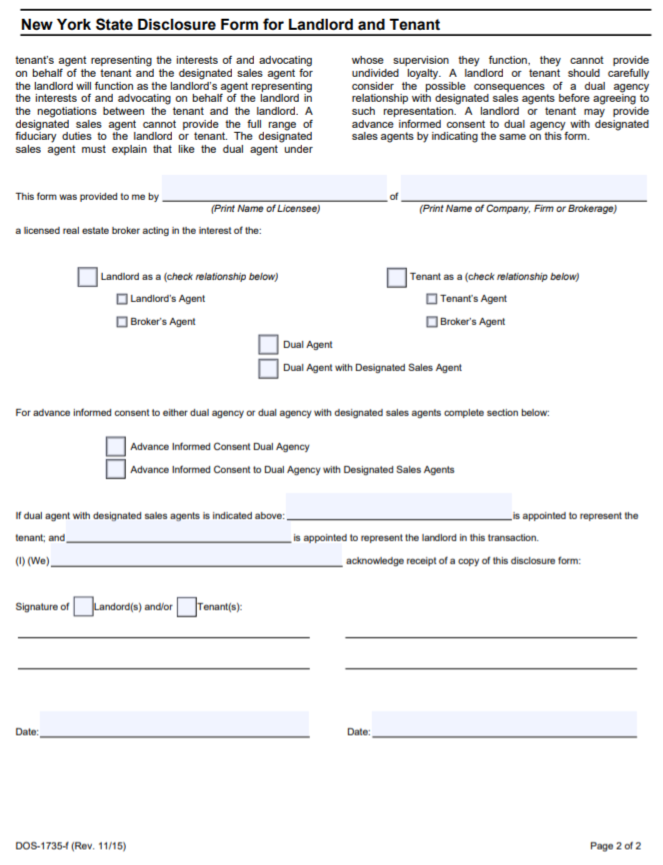 New York State Disclosure Form for Landlord and Tenant
tenant's agent representing the interests of and advocating
on behalf of the tenant and the designated sales agent for
the landlord will function as the landlord's agent representing
the interests of and advocating on behalf of the landlord in
the negotiations between the tenant and the landlord. A
designated sales agent cannot provide the full range of
fiduciary duties to the landlord or tenant. The designated
sales agent must explain that like the dual agent under
whose supervision they function, they cannot provide
undivided loyalty. A landlord or tenant should carefully
consider the possible consequences of a dual agency
relationship with designated sales agents before agreeing to
such representation. A landlord or tenant may provide
advance informed consent to dual agency with designated
sales agents by indicating the same on this form.
This form was provided to me by of
(Print Name of Licensee) (Print Name of Company, Firm or Brokerage)
a licensed real estate broker acting in the interest of the:
Landlord as a (check relationship below) Tenant as a (check relationship below)
Landlord's Agent Tenant's Agent
Broker's Agent Broker's Agent
Dual Agent
Dual Agent with Designated Sales Agent
For advance informed consent to either dual agency or dual agency with designated sales agents complete section below:
Advance Informed Consent Dual Agency
Advance Informed Consent to Dual Agency with Designated Sales Agents
If dual agent with designated sales agents is indicated above: is appointed to represent the
tenant; and is appointed to represent the landlord in this transaction.
(I) (We) acknowledge receipt of a copy of this disclosure form:
Signature of Landord(s) and/or Tenant(s):
Date: Date:
DOS-1735-f (Rev. 11/15) Page 2 of 2